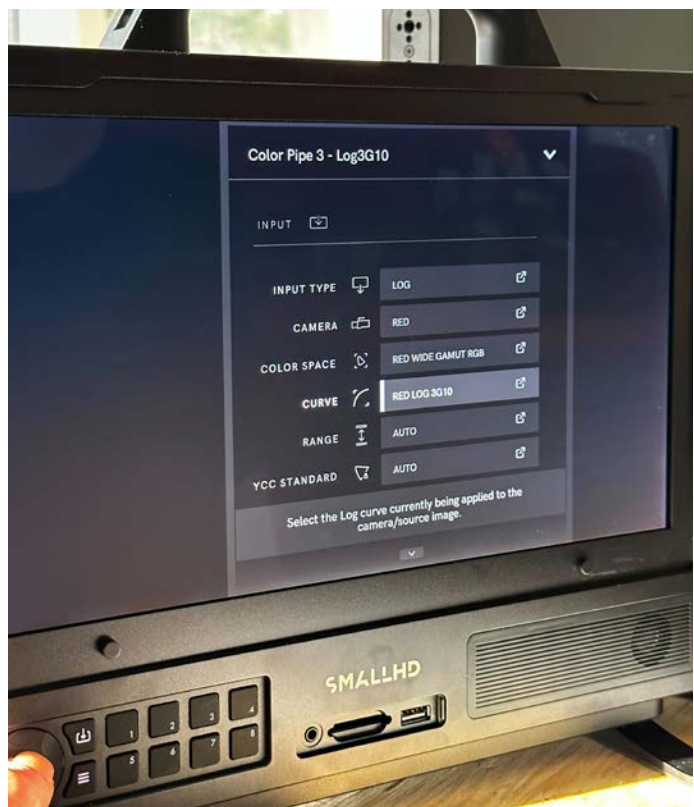 Color Pipe 3 - Log3G10
INPUT
INPUT TYPE LOG
CAMERA RED
COLOR SPACE RED WIDE GAMUT RGB
CURVE RED LOG 3G10
RANGE AUTO
YCC STANDARD AUTO
Select the Log curve currently being applied to the
camera/source image.
SMALLHD
1 2 3 4
5 6 7 8